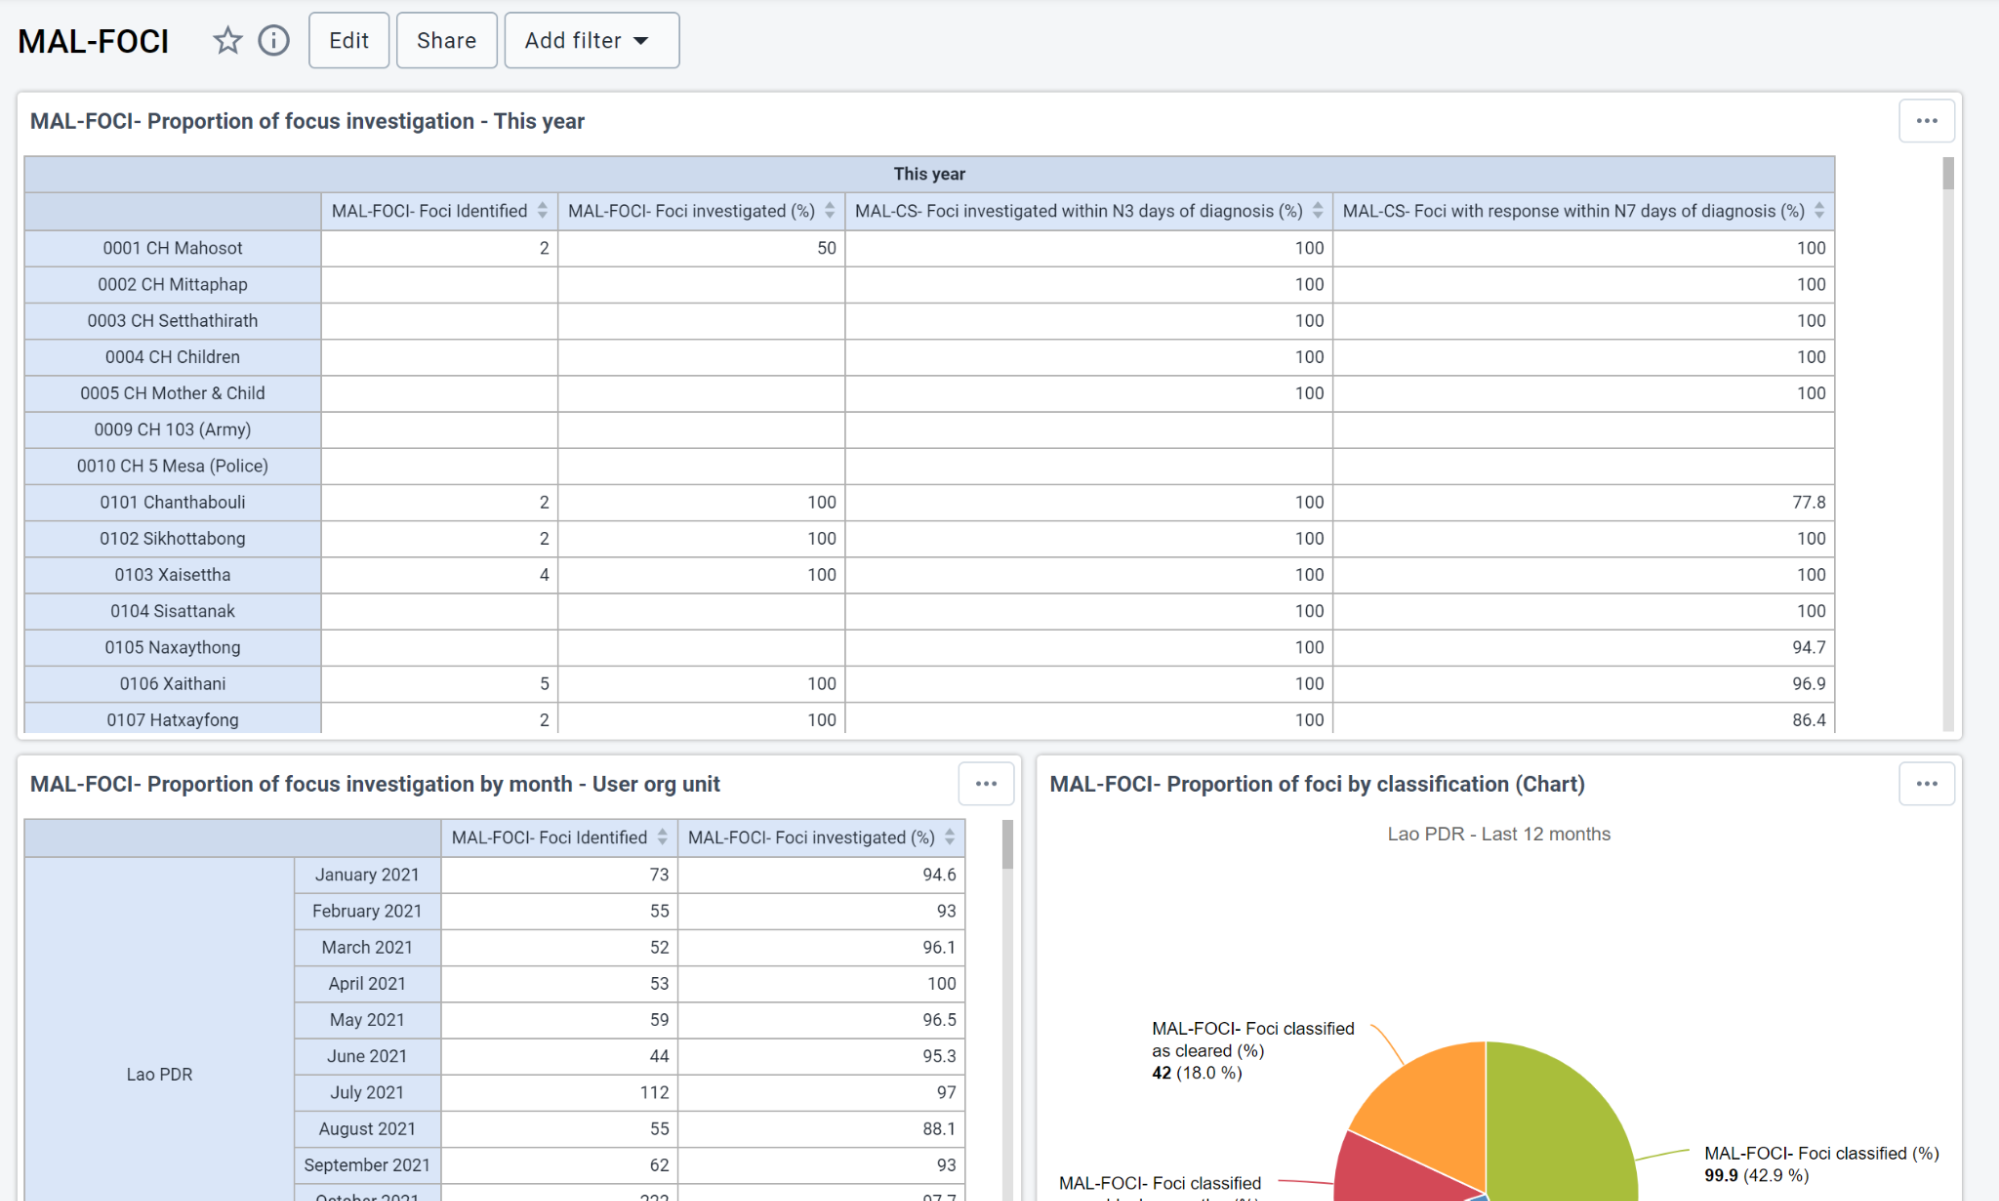 MAL-FOCI Edit Share Add filter
MAL-FOCI- Proportion of focus investigation - This year
This year
MAL-FOCI- Foci Identified MAL-FOCI- Foci investigated (%) MAL-CS- Foci investigated within N3 days of diagnosis (%) MAL-CS- Foci with response within N7 days of diagnosis (%)
0001 CH Mahosot 2 50 100 100
0002 CH Mittaphap 100 100
0003 CH Setthathirath 100 100
0004 CH Children 100 100
0005 CH Mother & Child 100 100
0009 CH 103 (Army)
0010 CH 5 Mesa (Police)
0101 Chanthabouli 2 100 100 77.8
0102 Sikhottabong 2 100 100 100
0103 Xaisettha 4 100 100 100
0104 Sisattanak 100 100
0105 Naxaythong 100 94.7
0106 Xaithani 5 100 100 96.9
0107 Hatxayfong 2 100 100 86.4
MAL-FOCI- Proportion of focus investigation by month - User org unit
MAL-FOCI- Foci Identified MAL-FOCI- Foci investigated (%)
Lao PDR
January 2021 73 94.6
February 2021 55 93
March 2021 52 96.1
April 2021 53 100
May 2021 59 96.5
June 2021 44 95.3
July 2021 112 97
August 2021 55 88.1
September 2021 62 93
October 2021 222 97.7
MAL-FOCI- Proportion of foci by classification (Chart)
Lao PDR - Last 12 months
MAL-FOCI- Foci classified
as cleared (%)
42 (18.0 %)
MAL-FOCI- Foci classified (%)
99.9 (42.9 %)
MAL-FOCI- Foci classified